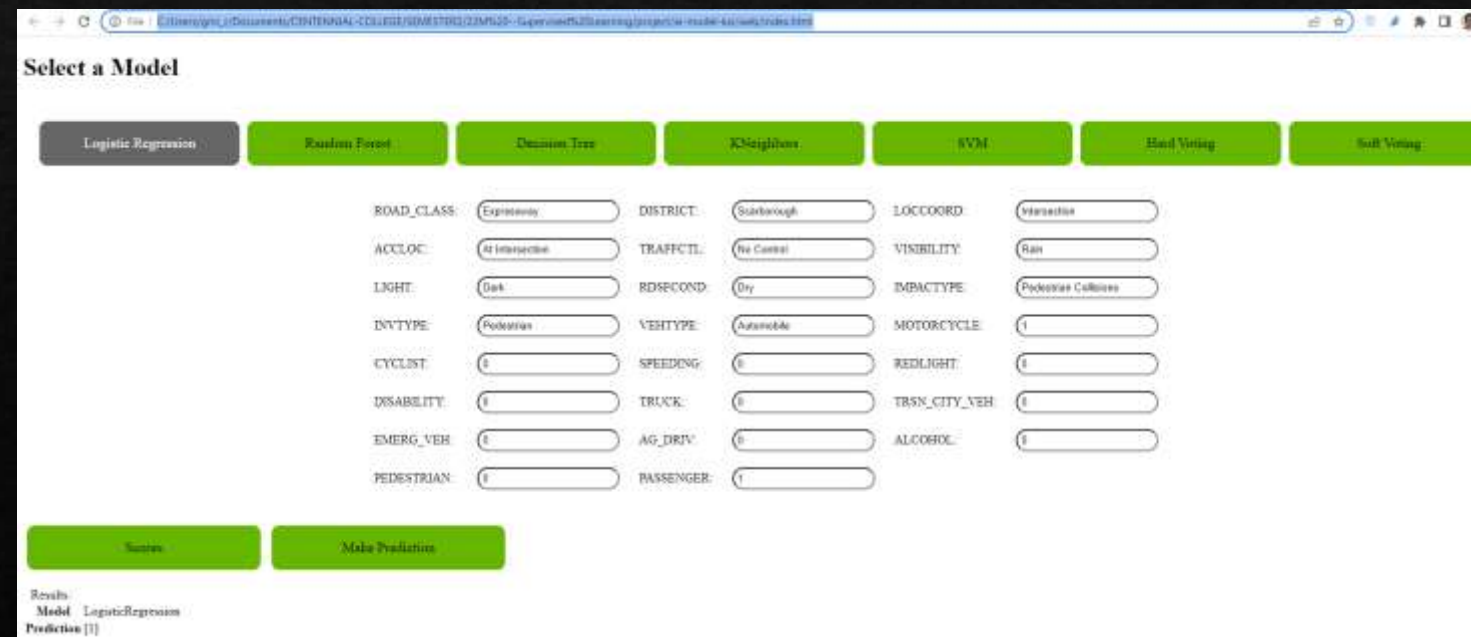 File
Select a Model
Logistic Regression Random Forest Decision Tree KNeighbors SVM Hard Voting Soft Voting
ROAD_CLASS: Expressway DISTRICT: Scarborough LOCCOORD: Intersection
ACCLOC: At Intersection TRAFFCTL: No Control VISIBILITY: Rain
LIGHT: Dark RDSFCOND: Dry IMPACTYPE: Pedestrian Collisions
INVTYPE: Pedestrian VEHTYPE: Automobile MOTORCYCLE: 1
CYCLIST: SPEEDING: REDLIGHT:
DISABILITY: TRUCK: TRSN_CITY_VEH:
EMERG_VEH: AG_DRIV: ALCOHOL:
PEDESTRIAN: PASSENGER: 1
Scores Make Prediction
Results:
Model LogisticRegression
Prediction [1]